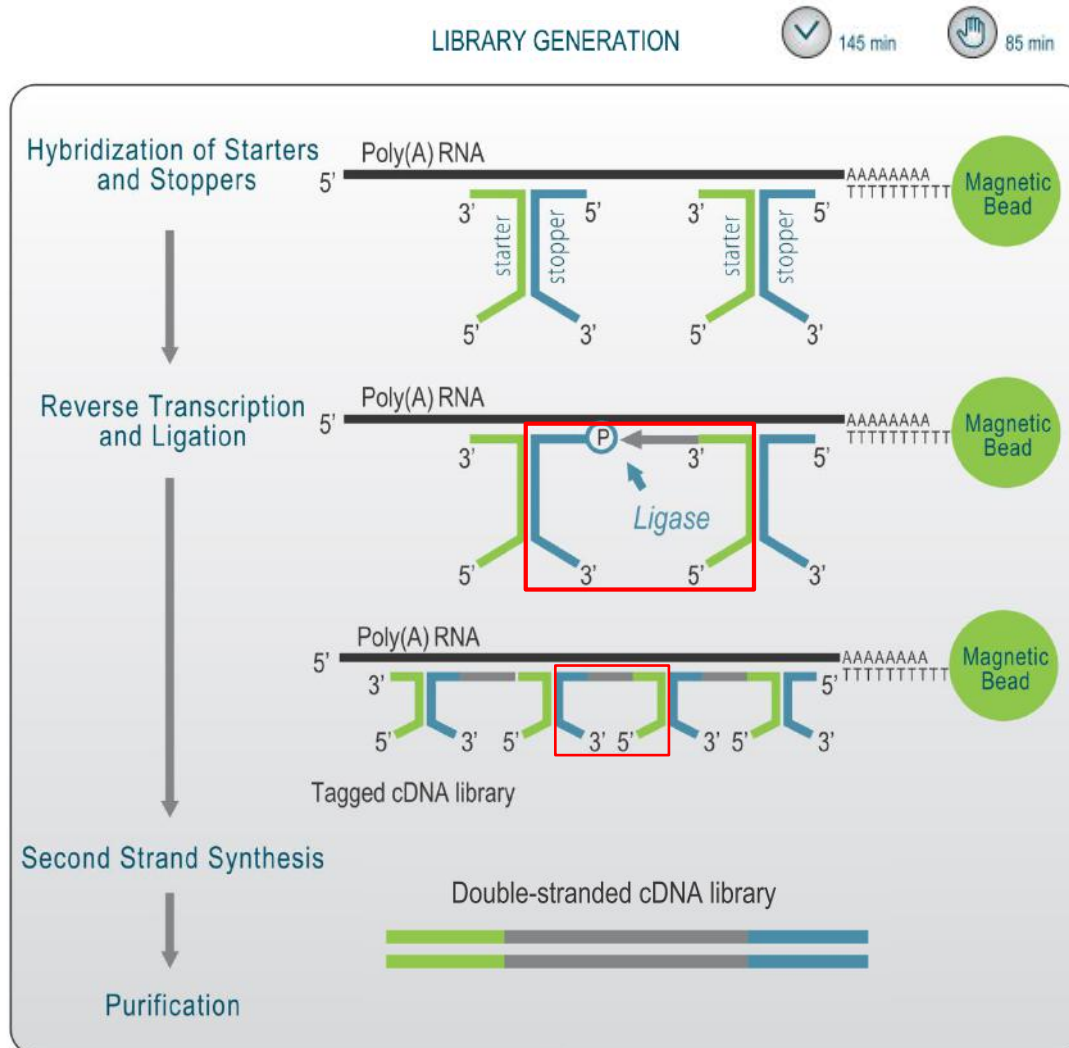 LIBRARY GENERATION
145 min
85 min
Hybridization of Starters
and Stoppers
Poly(A) RNA
5’
AAAAAAAA
TTTTTTTTTT
Magnetic
Bead
3’
5’
3’
5’
starter
stopper
starter
stopper
5’
3’
5’
3’
Reverse Transcription
and Ligation
Poly(A) RNA
5’
AAAAAAAA
TTTTTTTTTT
Magnetic
Bead
3’
P
3’
5’
Ligase
5’
3’
5’
3’
Poly(A) RNA
5’
AAAAAAAA
TTTTTTTTTT
Magnetic
Bead
3’
5’
5’
3’
5’
3’
5’
3’
5’
3’
Tagged cDNA library
Second Strand Synthesis
Double-stranded cDNA library
Purification